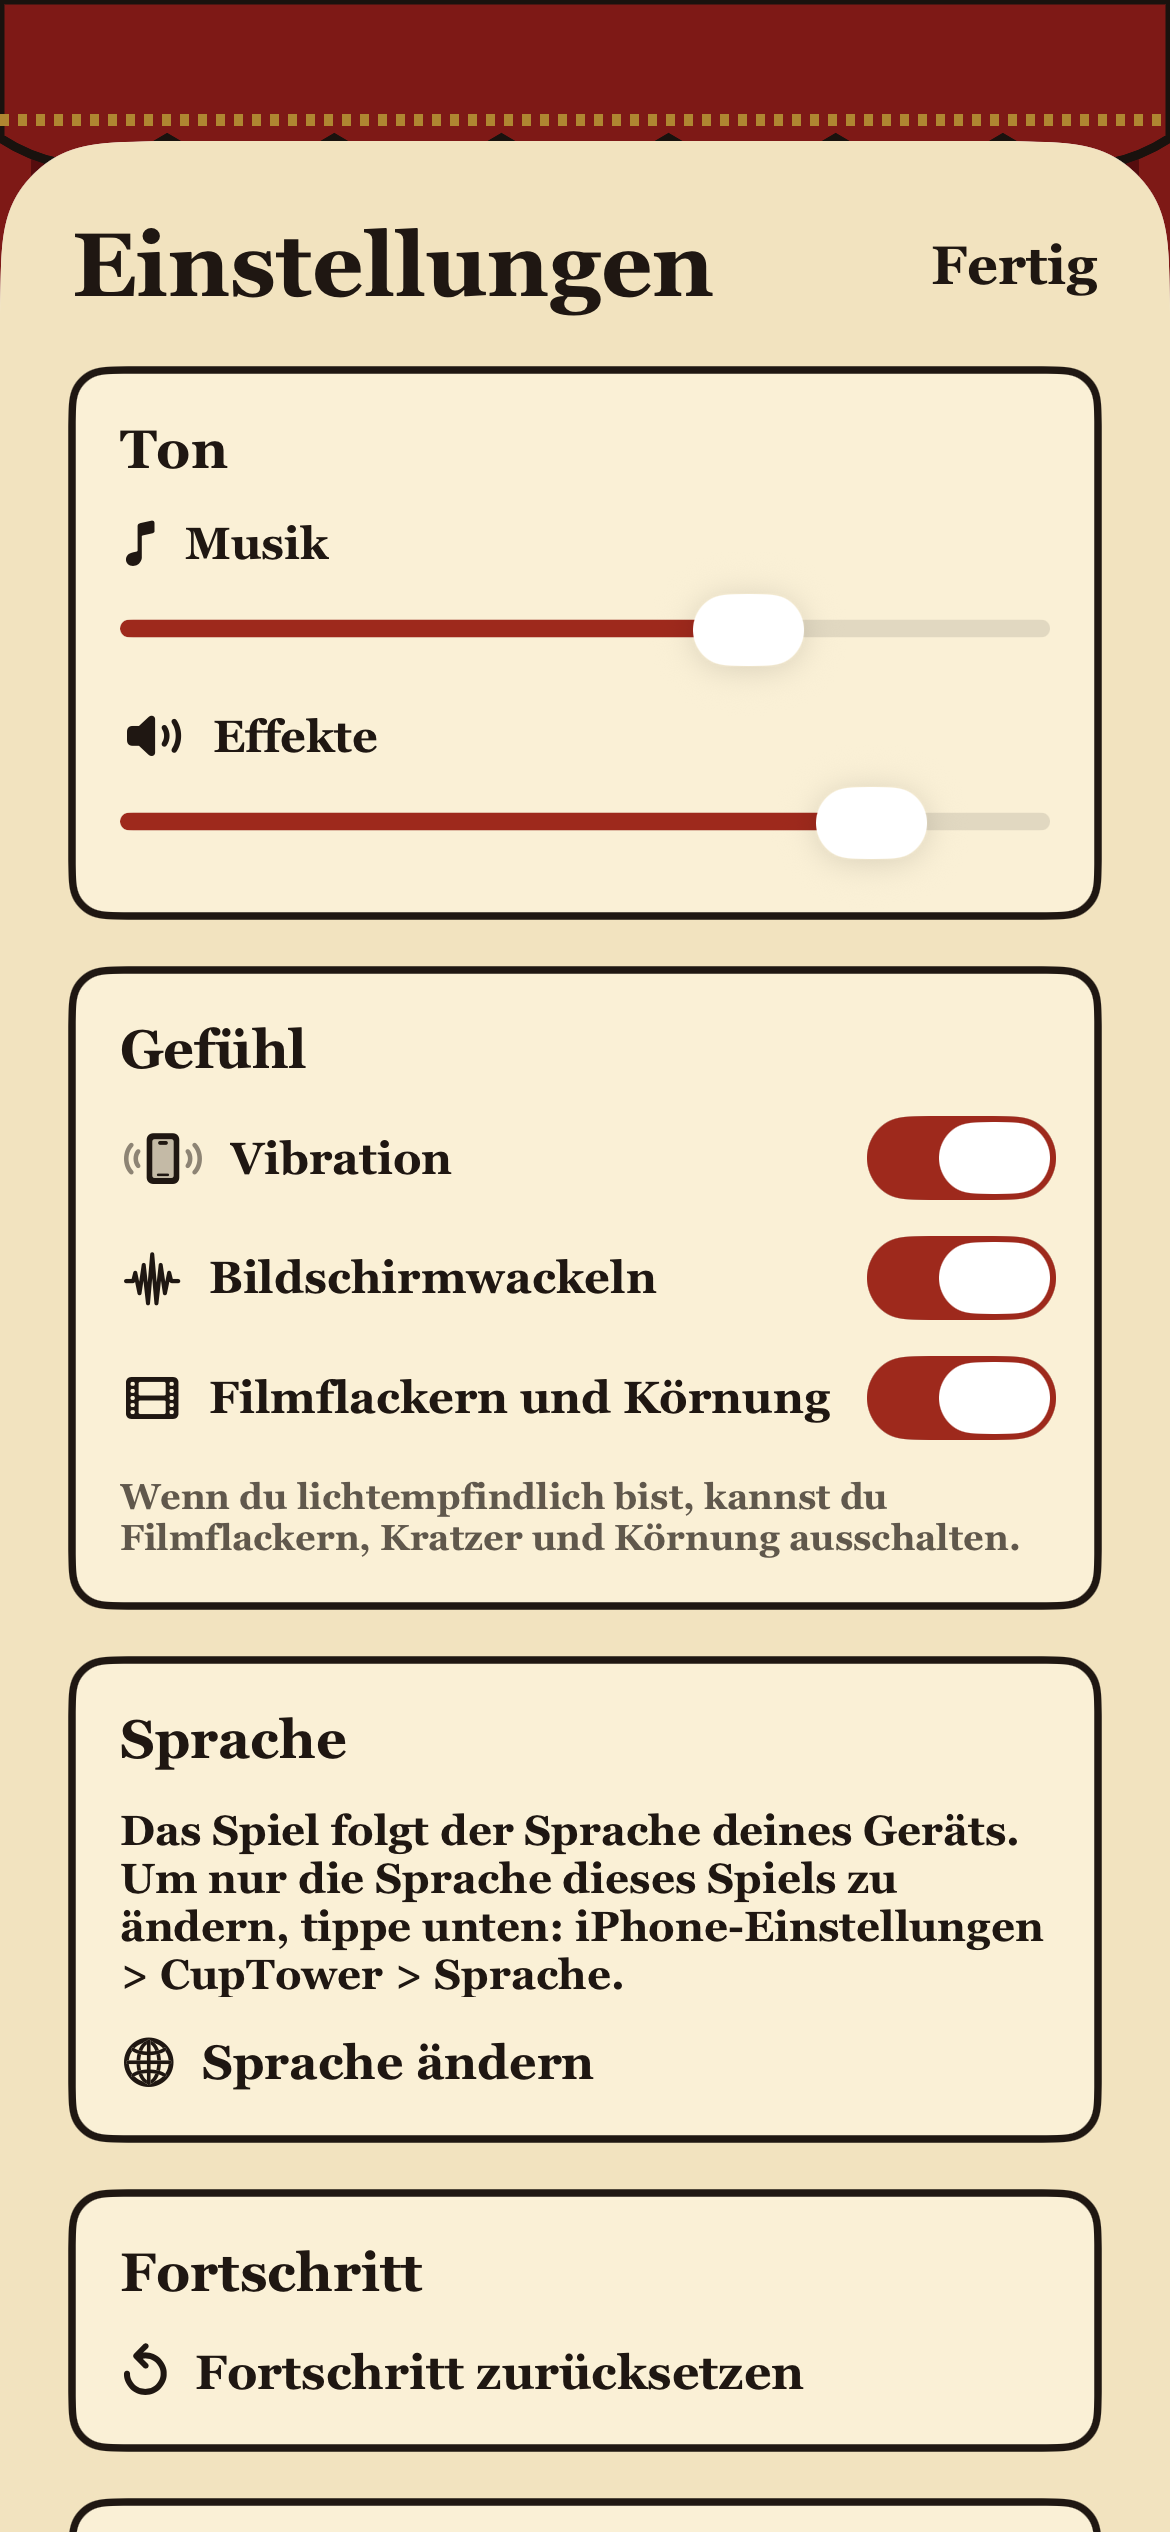 Einstellungen
Fertig
Ton
Musik
Effekte
Gefühl
Vibration
Bildschirmwackeln
Filmflackern und Körnung
Wenn du lichtempfindlich bist, kannst du
Filmflackern, Kratzer und Körnung ausschalten.
Sprache
Das Spiel folgt der Sprache deines Geräts.
Um nur die Sprache dieses Spiels zu
ändern, tippe unten: iPhone-Einstellungen
> CupTower > Sprache.
Sprache ändern
Fortschritt
Fortschritt zurücksetzen